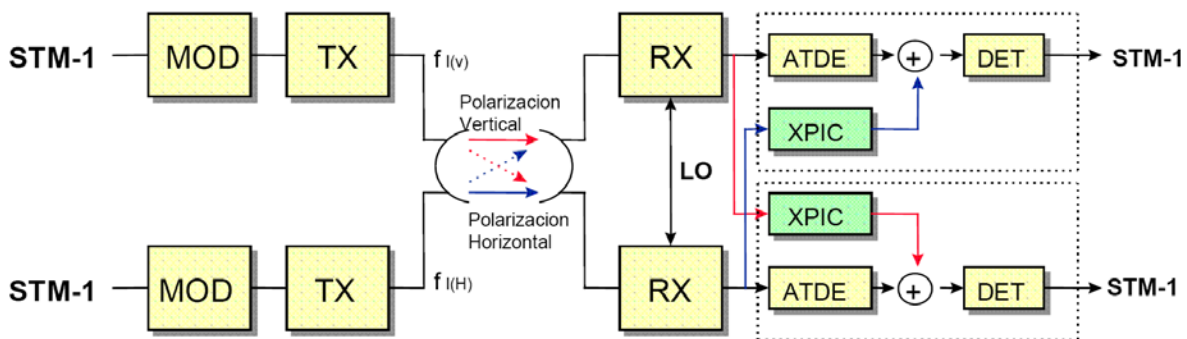 STM-1
MOD
TX
f I(v)
Polarizacion
Vertical
RX
ATDE
+
DET
STM-1
XPIC
LO
Polarizacion
Horizontal
XPIC
STM-1
MOD
TX
f I(H)
RX
ATDE
+
DET
STM-1